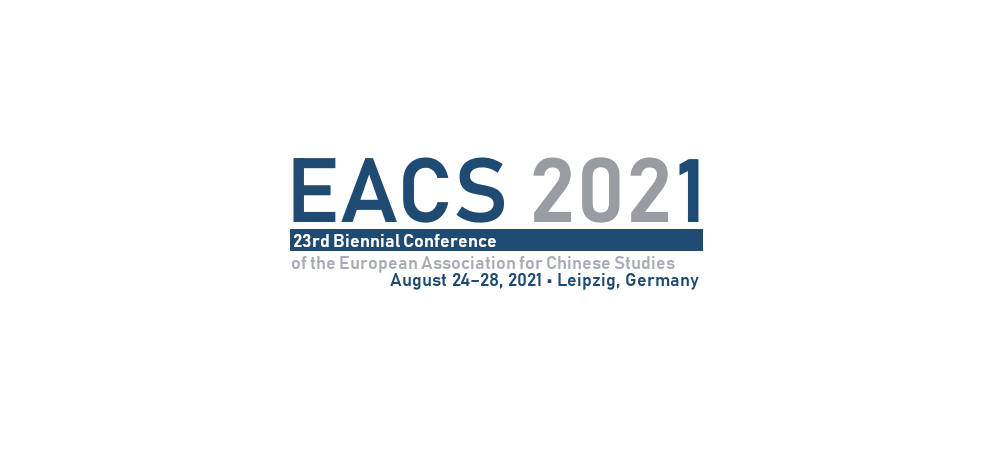 EACS 2021
23rd Biennial Conference
of the European Association for Chinese Studies
August 24–28, 2021 ▪ Leipzig, Germany